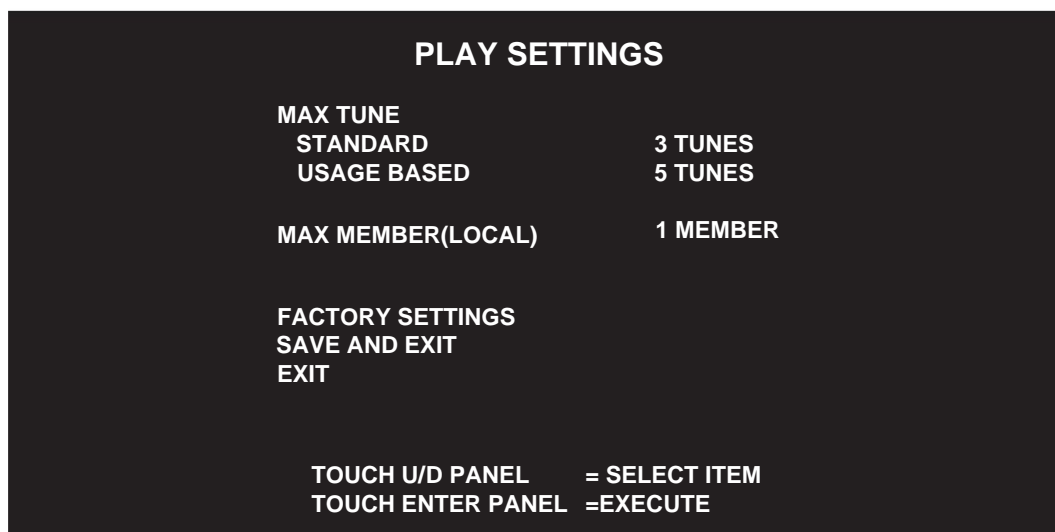 PLAY SETTINGS
MAX TUNE
STANDARD 3 TUNES
USAGE BASED 5 TUNES
MAX MEMBER(LOCAL) 1 MEMBER
FACTORY SETTINGS
SAVE AND EXIT
EXIT
TOUCH U/D PANEL = SELECT ITEM
TOUCH ENTER PANEL =EXECUTE